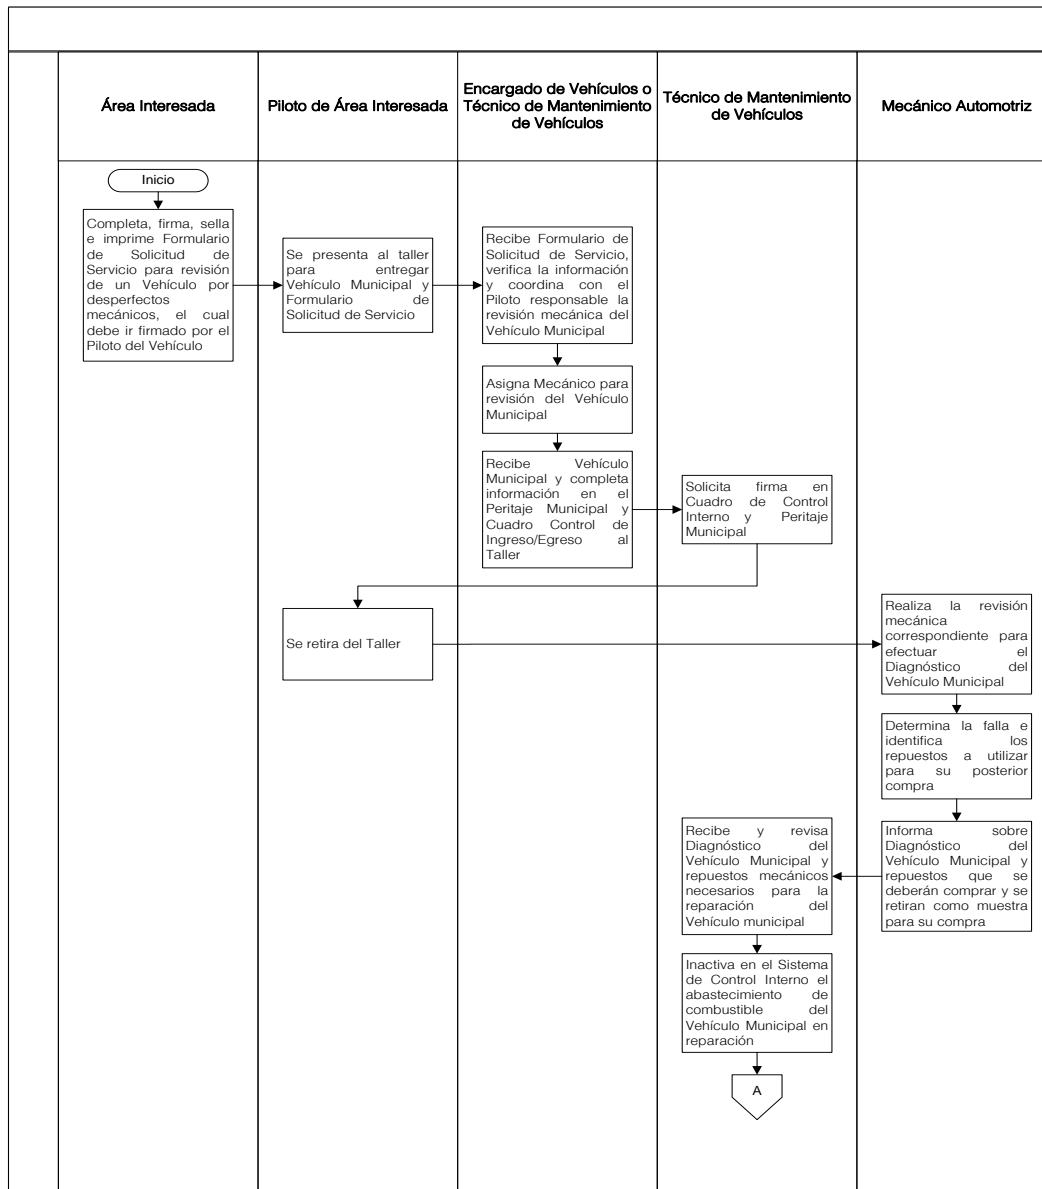 Área Interesada
Piloto de Área Interesada
Encargado de Vehículos o
Técnico de Mantenimiento
de Vehículos
Técnico de Mantenimiento
de Vehículos
Mecánico Automotriz
Inicio
Completa, firma, sella
e imprime Formulario
de Solicitud de
Servicio para revisión
de un Vehículo por
desperfectos
mecánicos, el cual
debe ir firmado por el
Piloto del Vehículo
Se presenta al taller
para entregar
Vehículo Municipal y
Formulario de
Solicitud de Servicio
Recibe Formulario de
Solicitud de Servicio,
verifica la información
y coordina con el
Piloto responsable la
revisión mecánica del
Vehículo Municipal
Asigna Mecánico para
revisión del Vehículo
Municipal
Recibe Vehículo
Municipal y completa
información en el
Peritaje Municipal y
Cuadro Control de
Ingreso/Egreso al
Taller
Solicita firma en
Cuadro de Control
Interno y Peritaje
Municipal
Se retira del Taller
Realiza la revisión
mecánica
correspondiente para
efectuar el
Diagnóstico del
Vehículo Municipal
Determina la falla e
identifica los
repuestos a utilizar
para su posterior
compra
Informa sobre
Diagnóstico del
Vehículo Municipal y
repuestos que se
deberán comprar y se
retiran como muestra
para su compra
Recibe y revisa
Diagnóstico del
Vehículo Municipal y
repuestos mecánicos
necesarios para la
reparación del
Vehículo municipal
Inactiva en el Sistema
de Control Interno el
abastecimiento de
combustible del
Vehículo Municipal en
reparación
A